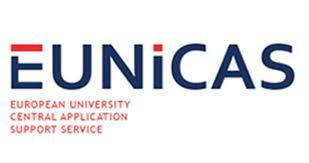 EUNiCAS
EUROPEAN UNIVERSITY
CENTRAL APPLICATION
SUPPORT SERVICE